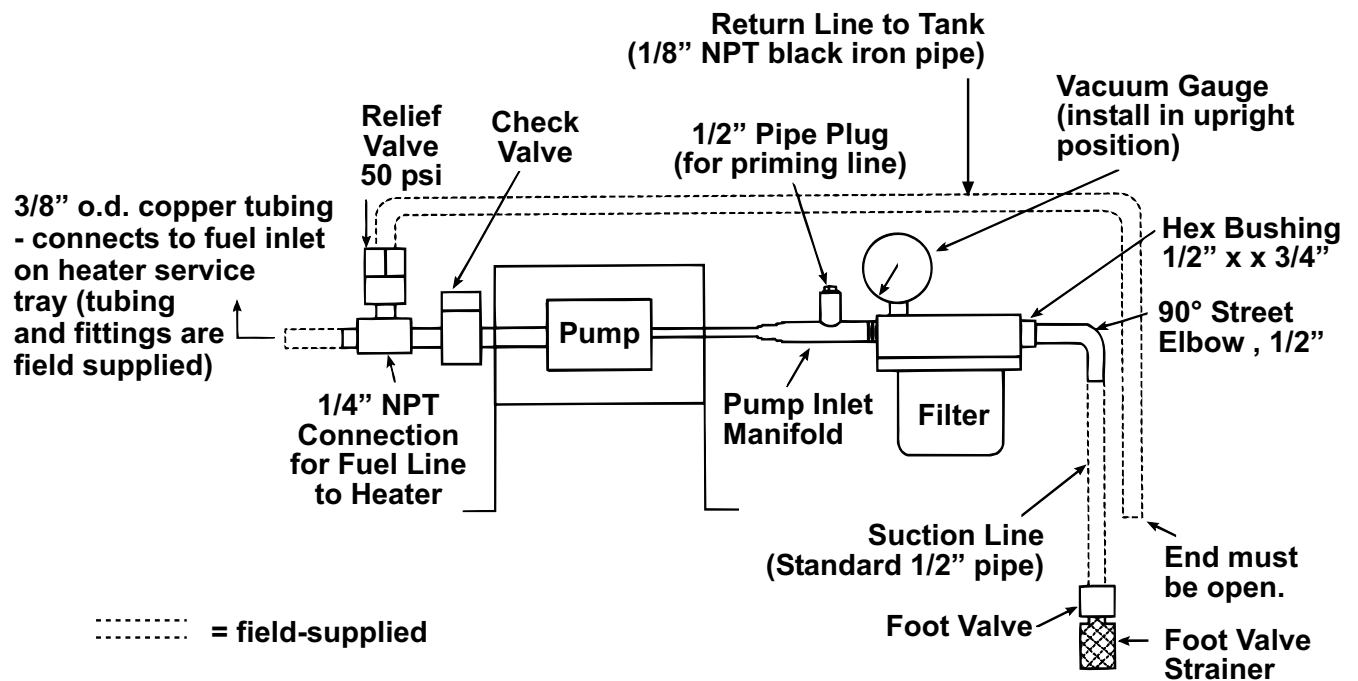 Return Line to Tank
(1/8” NPT black iron pipe)
Vacuum Gauge
(install in upright
position)
Relief
Valve
50 psi
Check
Valve
1/2” Pipe Plug
(for priming line)
3/8” o.d. copper tubing
- connects to fuel inlet
on heater service
tray (tubing
and fittings are
field supplied)
Hex Bushing
1/2” x x 3/4”
90° Street
Elbow , 1/2”
Pump
1/4” NPT
Connection
for Fuel Line
to Heater
Pump Inlet
Manifold
Filter
Suction Line
(Standard 1/2” pipe)
End must
be open.
Foot Valve
Foot Valve
Strainer
= field-supplied